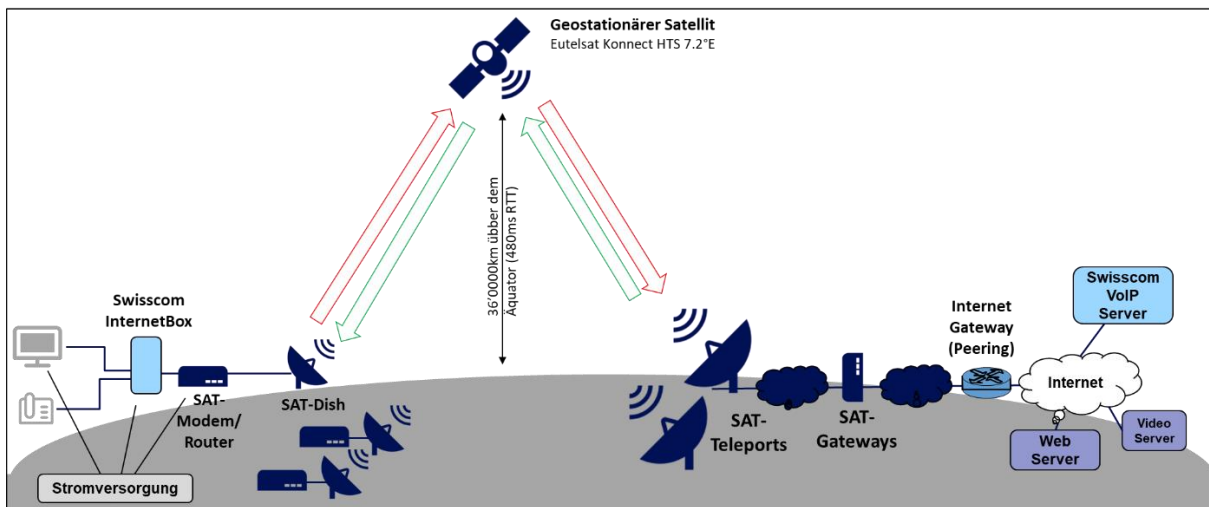 Geostationärer Satellit
Eutelsat Konnect HTS 7.2°E
36'0000km übber dem
Äquator (480ms RTT)
Swisscom
InternetBox
SAT-
Modem/
Router
SAT-Dish
Stromversorgung
SAT-
Teleports
SAT-
Gateways
Internet
Gateway
(Peering)
Swisscom
VoIP
Server
Internet
Web
Server
Video
Server